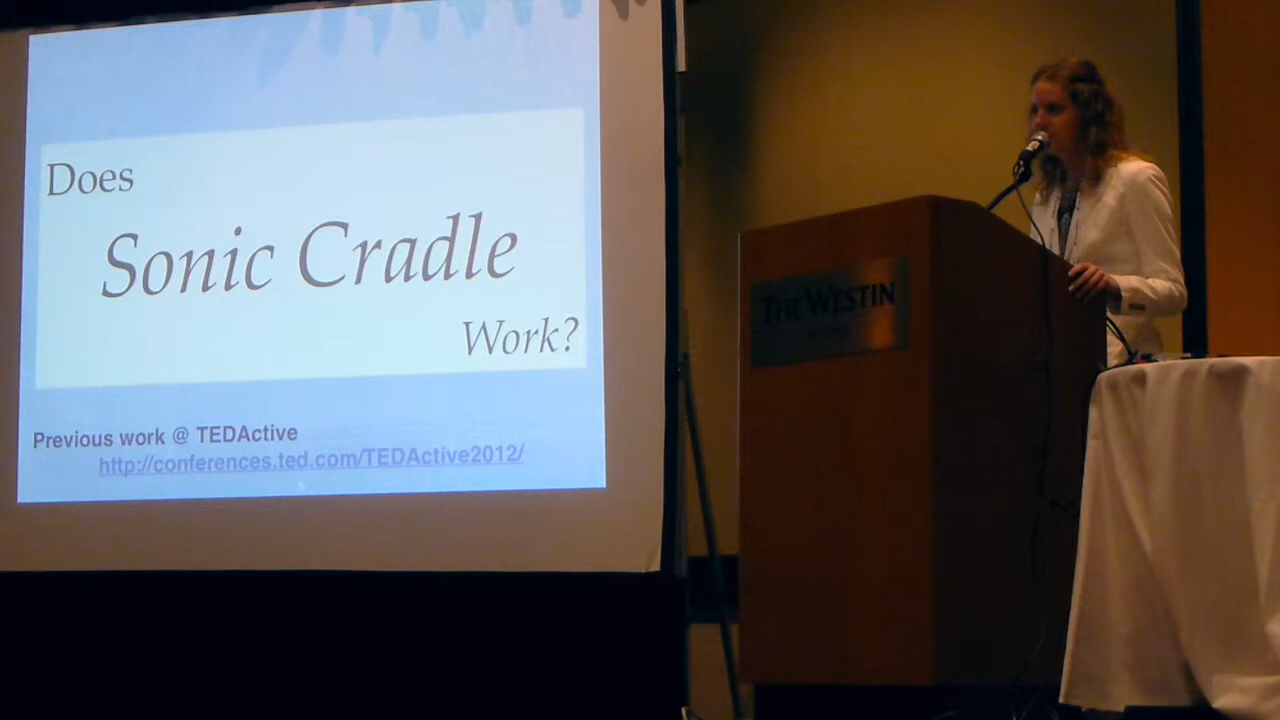 Does
Sonic Cradle
Work?
Previous work @ TEDActive
http://conferences.ted.com/TEDActive2012/
THE WESTIN